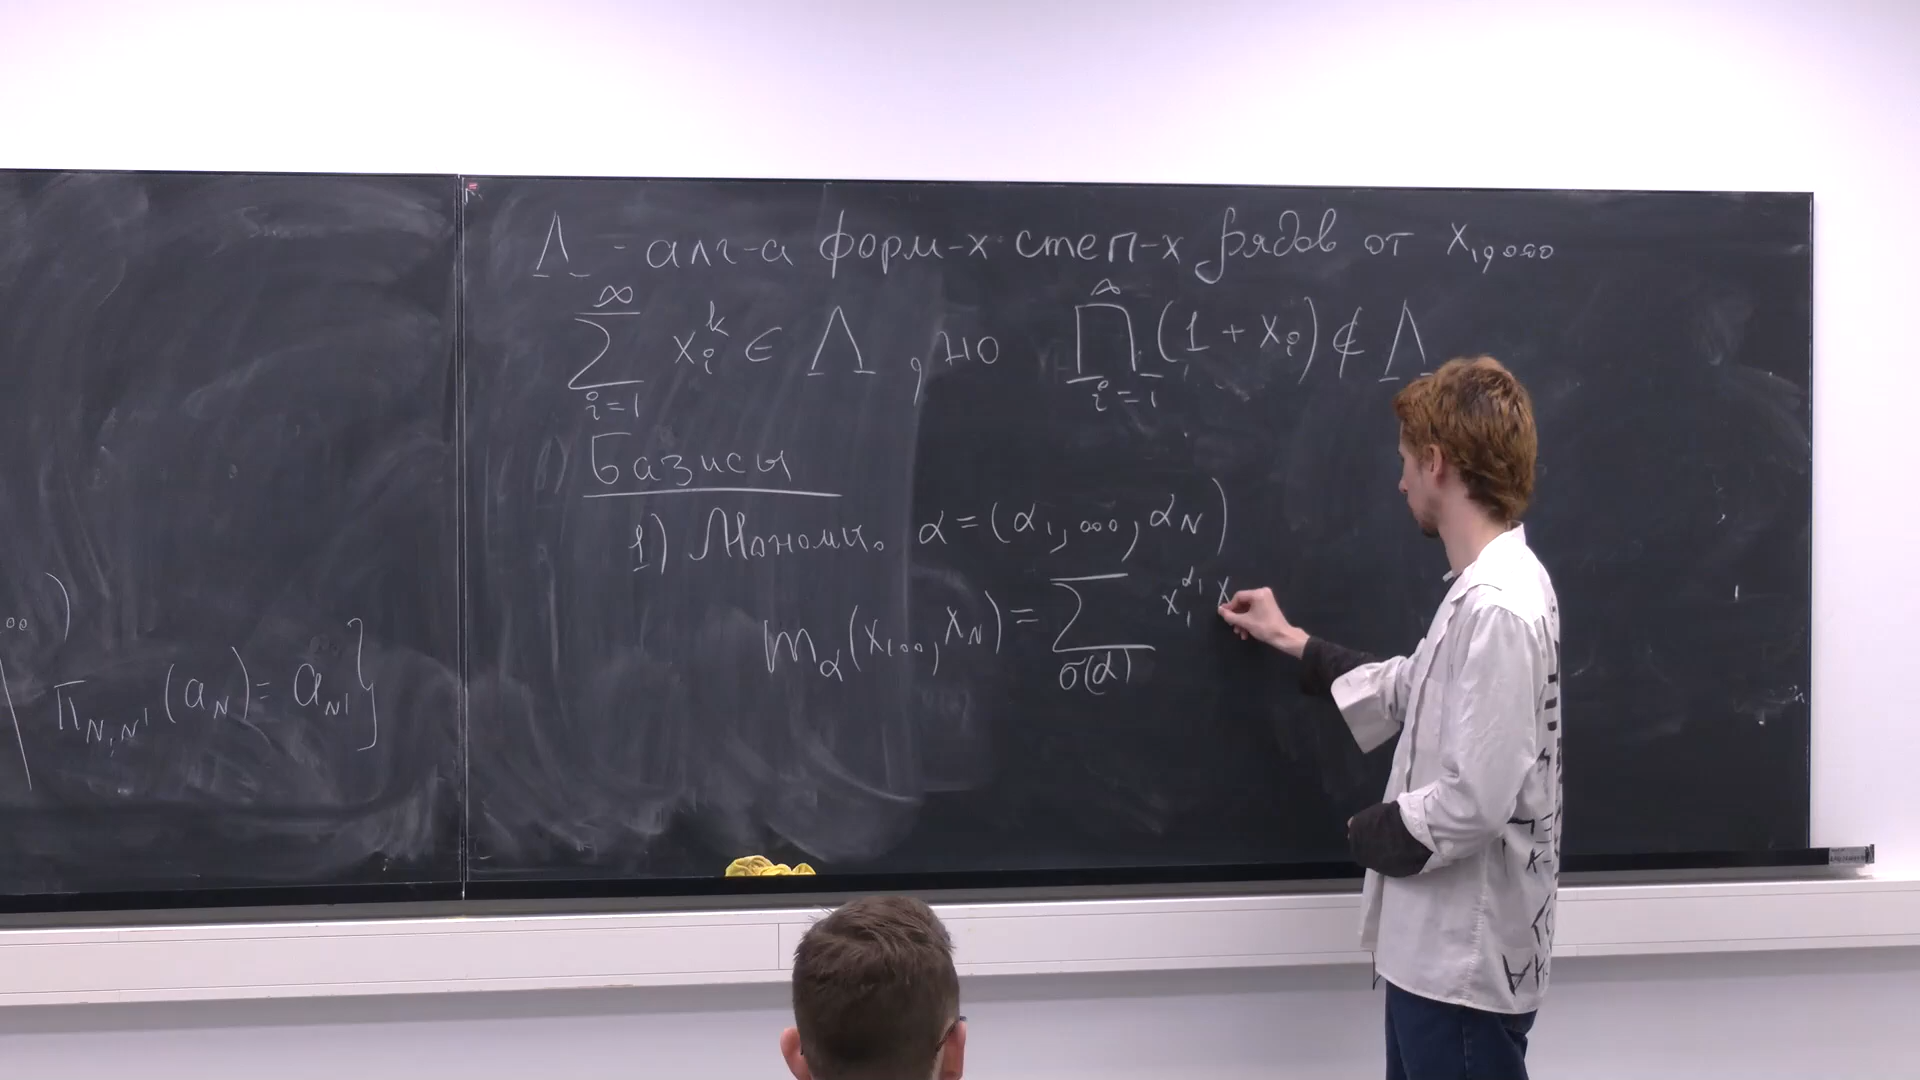 Λ - алг-а форм-х степ-х рядов от x₁,...
∑_{i=1}^{∞} x_i^k ∈ Λ, но ∏_{i=1}^{∞} (1 + x_i) ∉ Λ
Базисы
1) Мономы. α = (α₁, ..., α_N)
m_α(x₁..., x_N) = ∑_{σ(α)} x₁^{α₁} x
π_{N,N'}(a_N) = a_{N'}}